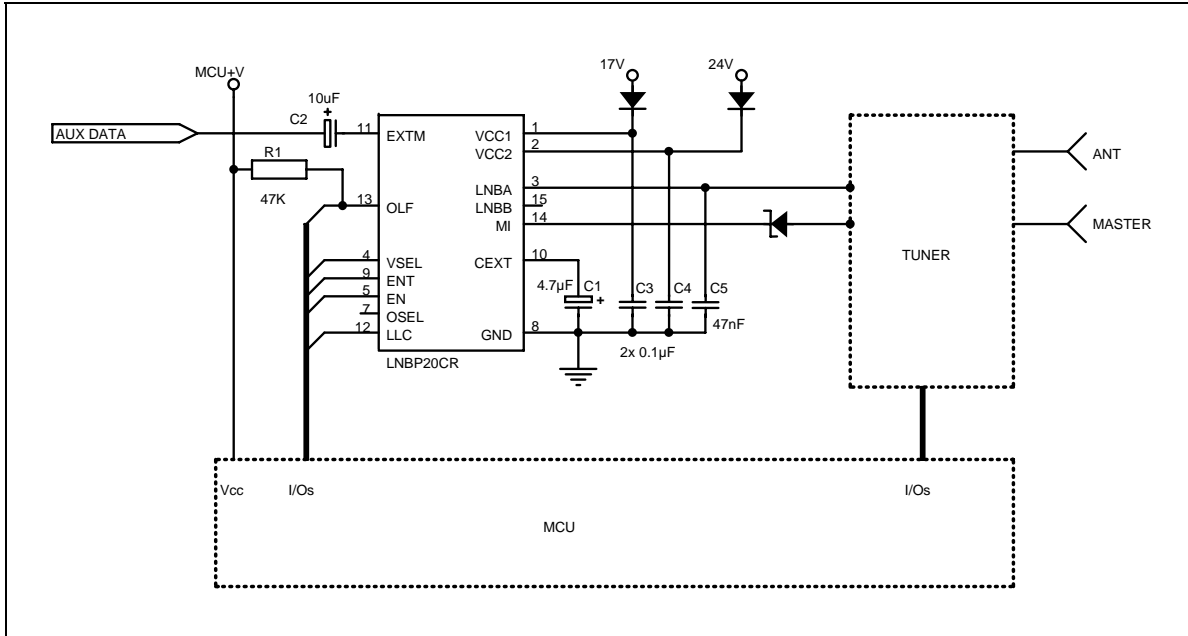 MCU+V
17V
24V
10uF
C2
AUX DATA
11
EXTM
VCC1
1
VCC2
2
ANT
R1
47K
13
OLF
LNBA
3
LNBB
15
MI
14
MASTER
TUNER
4
VSEL
9
ENT
5
EN
7
OSEL
12
LLC
CEXT
10
4.7µF
C1
+
C3
C4
C5
47nF
GND
8
2x 0.1µF
LNBP20CR
+
Vcc
I/Os
I/Os
MCU